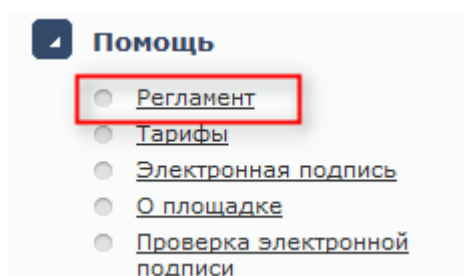 Помощь
Регламент
Тарифы
Электронная подпись
О площадке
Проверка электронной
подписи